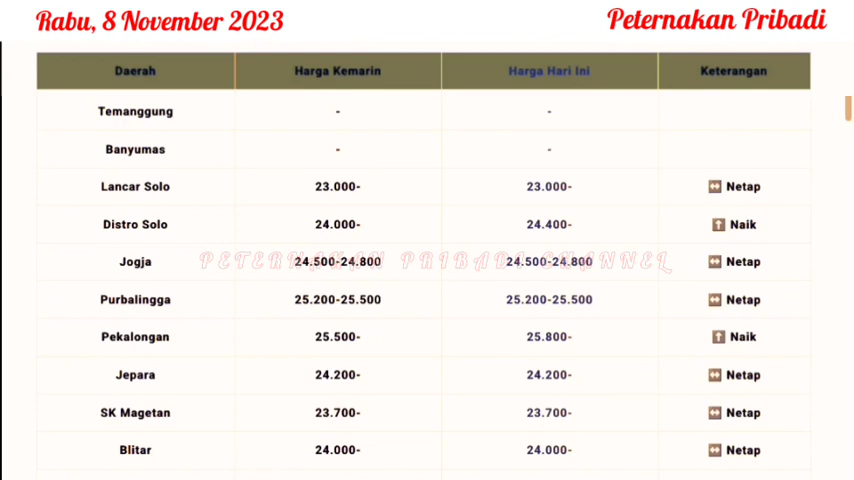 Rabu, 8 November 2023 Peternakan Pribadi
Daerah Harga Kemarin Harga Hari Ini Keterangan
Temanggung - -
Banyumas - -
Lancar Solo 23.000- 23.000- ↔ Netap
Distro Solo 24.000- 24.400- ↑ Naik
Jogja 24.500-24.800 24.500-24.800 ↔ Netap
PETERNAKAN PRIBADI CHANNEL
Purbalingga 25.200-25.500 25.200-25.500 ↔ Netap
Pekalongan 25.500- 25.800- ↑ Naik
Jepara 24.200- 24.200- ↔ Netap
SK Magetan 23.700- 23.700- ↔ Netap
Blitar 24.000- 24.000- ↔ Netap